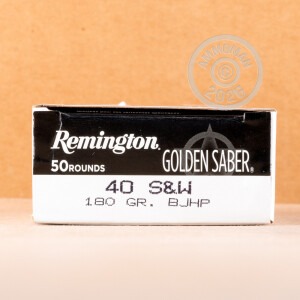 Remington.
50 ROUNDS
GOLDEN SABER®
40 S&W
180 GR. BJHP